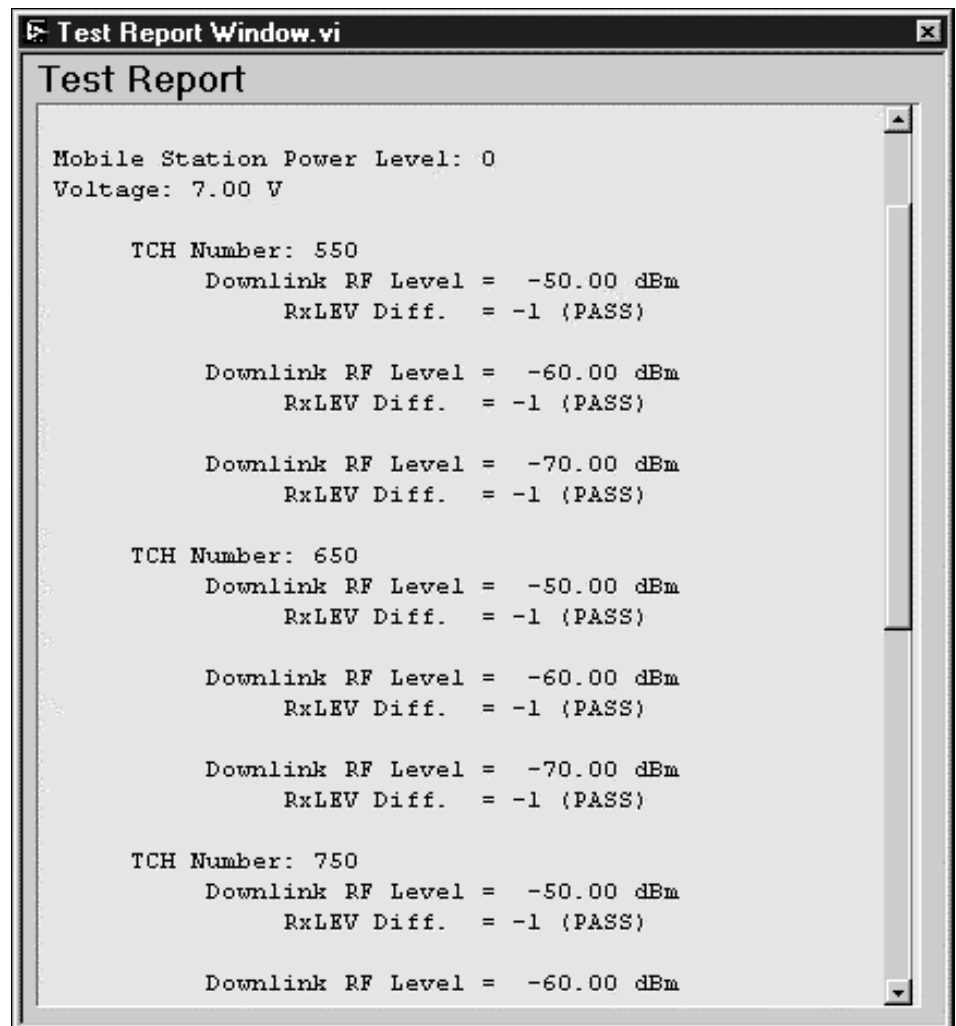 Test Report Window.vi
Test Report
Mobile Station Power Level: 0
Voltage: 7.00 V
TCH Number: 550
Downlink RF Level = -50.00 dBm
RxLEV Diff. = -1 (PASS)
Downlink RF Level = -60.00 dBm
RxLEV Diff. = -1 (PASS)
Downlink RF Level = -70.00 dBm
RxLEV Diff. = -1 (PASS)
TCH Number: 650
Downlink RF Level = -50.00 dBm
RxLEV Diff. = -1 (PASS)
Downlink RF Level = -60.00 dBm
RxLEV Diff. = -1 (PASS)
Downlink RF Level = -70.00 dBm
RxLEV Diff. = -1 (PASS)
TCH Number: 750
Downlink RF Level = -50.00 dBm
RxLEV Diff. = -1 (PASS)
Downlink RF Level = -60.00 dBm